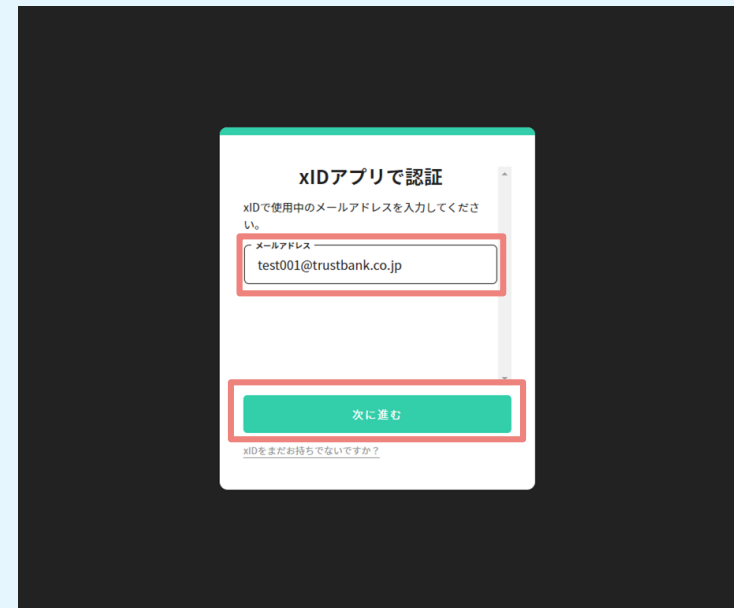 xIDアプリで認証
xIDで使用中のメールアドレスを入力してくださ
い。
メールアドレス
test001@trustbank.co.jp
次に進む
xIDをまだお持ちでないですか？